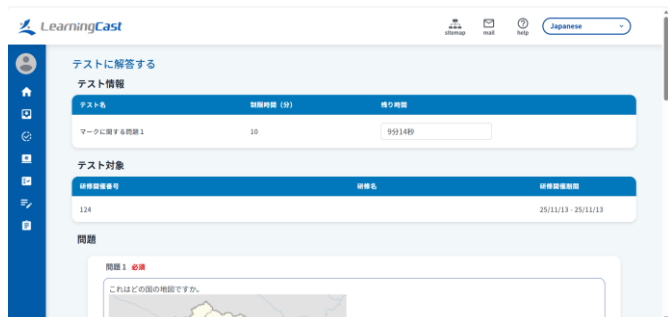 LearningCast
sitemap
mail
help
Japanese
テストに解答する
テスト情報
テスト名 制限時間（分） 残り時間
マークに関する問題1 10 9分14秒
テスト対象
研修開催番号 研修名 研修開催期間
124 25/11/13 - 25/11/13
問題
問題1 必須
これはどの国の地図ですか。